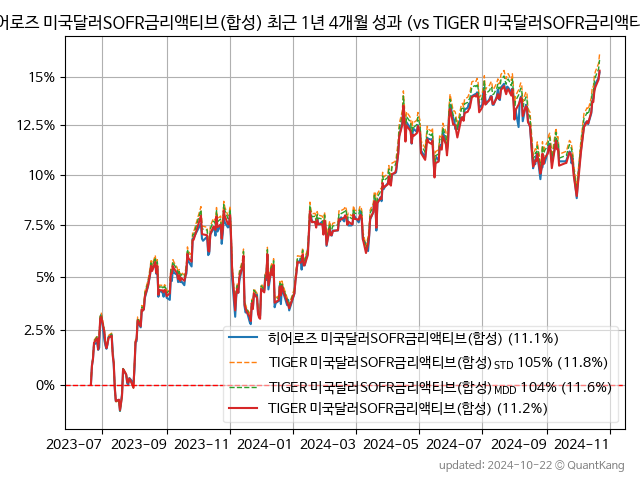 어로즈 미국달러SOFR금리액티브(합성) 최근 1년 4개월 성과 (vs TIGER 미국달러SOFR금리액티
15%
12.5%
10%
7.5%
5%
2.5%
0%
히어로즈 미국달러SOFR금리액티브(합성) (11.1%)
TIGER 미국달러SOFR금리액티브(합성) STD 105% (11.8%)
TIGER 미국달러SOFR금리액티브(합성) MDD 104% (11.6%)
TIGER 미국달러SOFR금리액티브(합성) (11.2%)
2023-07 2023-09 2023-11 2024-01 2024-03 2024-05 2024-07 2024-09 2024-11
updated: 2024-10-22 © QuantKang